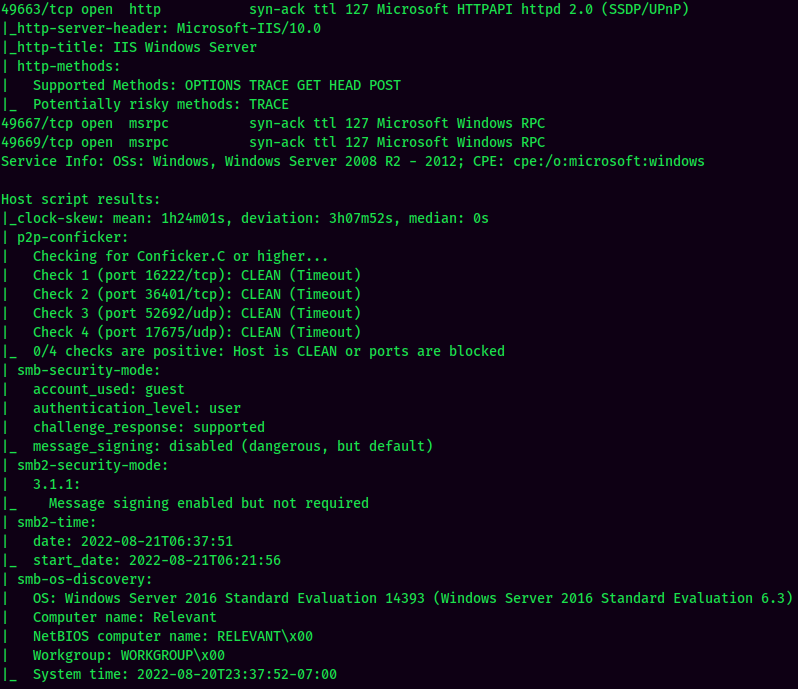 49663/tcp open  http          syn-ack ttl 127 Microsoft HTTPAPI httpd 2.0 (SSDP/UPnP)
|_http-server-header: Microsoft-IIS/10.0
|_http-title: IIS Windows Server
| http-methods:
|   Supported Methods: OPTIONS TRACE GET HEAD POST
|_  Potentially risky methods: TRACE
49667/tcp open  msrpc         syn-ack ttl 127 Microsoft Windows RPC
49669/tcp open  msrpc         syn-ack ttl 127 Microsoft Windows RPC
Service Info: OSs: Windows, Windows Server 2008 R2 - 2012; CPE: cpe:/o:microsoft:windows

Host script results:
|_clock-skew: mean: 1h24m01s, deviation: 3h07m52s, median: 0s
| p2p-conficker:
|   Checking for Conficker.C or higher...
|   Check 1 (port 16222/tcp): CLEAN (Timeout)
|   Check 2 (port 36401/tcp): CLEAN (Timeout)
|   Check 3 (port 52692/udp): CLEAN (Timeout)
|   Check 4 (port 17675/udp): CLEAN (Timeout)
|_  0/4 checks are positive: Host is CLEAN or ports are blocked
| smb-security-mode:
|   account_used: guest
|   authentication_level: user
|   challenge_response: supported
|_  message_signing: disabled (dangerous, but default)
| smb2-security-mode:
|   3.1.1:
|_    Message signing enabled but not required
| smb2-time:
|   date: 2022-08-21T06:37:51
|_  start_date: 2022-08-21T06:21:56
| smb-os-discovery:
|   OS: Windows Server 2016 Standard Evaluation 14393 (Windows Server 2016 Standard Evaluation 6.3)
|   Computer name: Relevant
|   NetBIOS computer name: RELEVANT\x00
|   Workgroup: WORKGROUP\x00
|_  System time: 2022-08-20T23:37:52-07:00